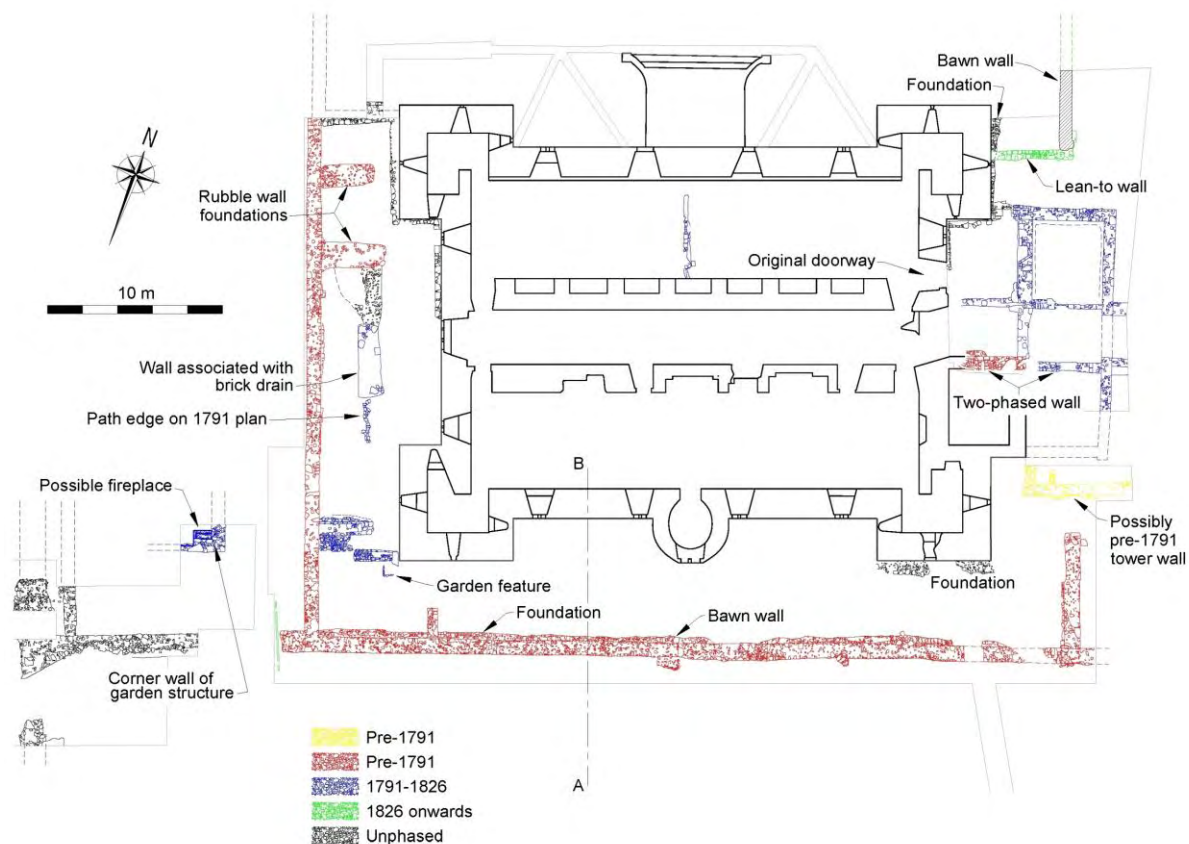 Bawn wall
Foundation
N
Lean-to wall
Rubble wall
foundations
Original doorway
10 m
Wall associated with
brick drain
Path edge on 1791 plan
Two-phased wall
B
Possible fireplace
Possibly
pre-1791
tower wall
Garden feature
Foundation
Foundation
Bawn wall
Corner wall of
garden structure
Pre-1791
Pre-1791
1791-1826
A
1826 onwards
Unphased